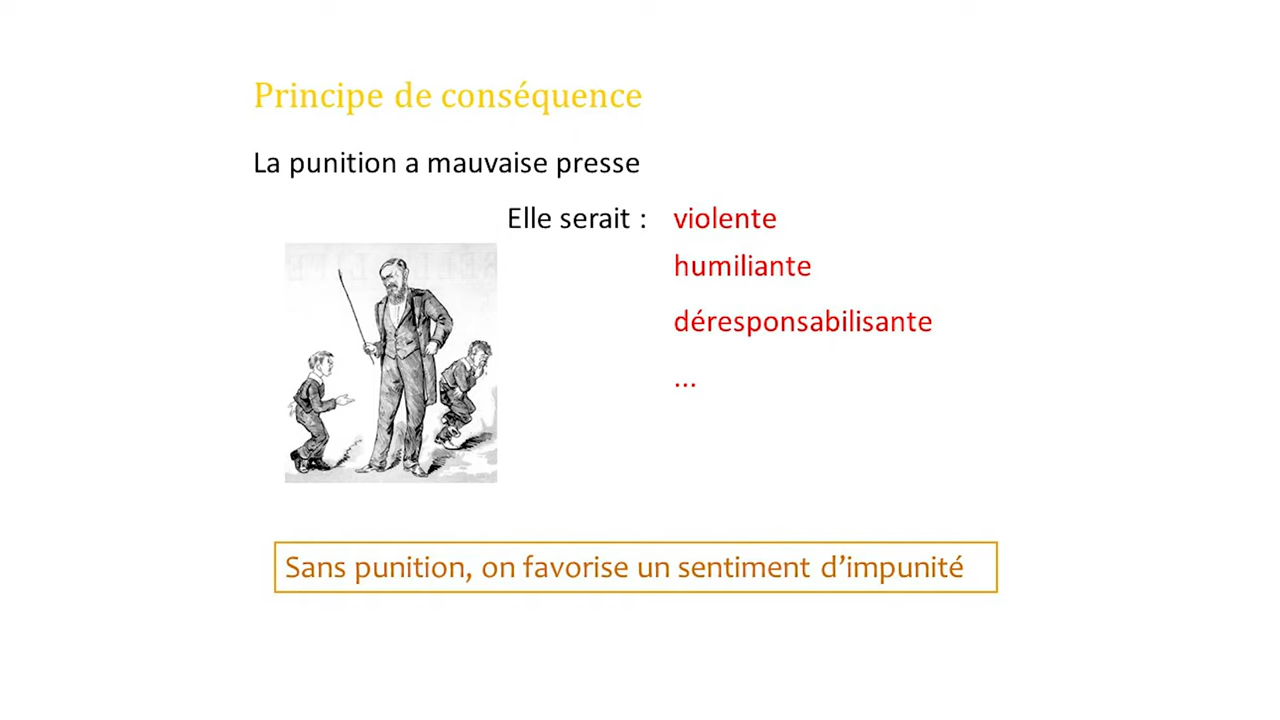 Principe de conséquence
La punition a mauvaise presse
Elle serait : violente
humiliante
déresponsabilisante
...
Sans punition, on favorise un sentiment d’impunité